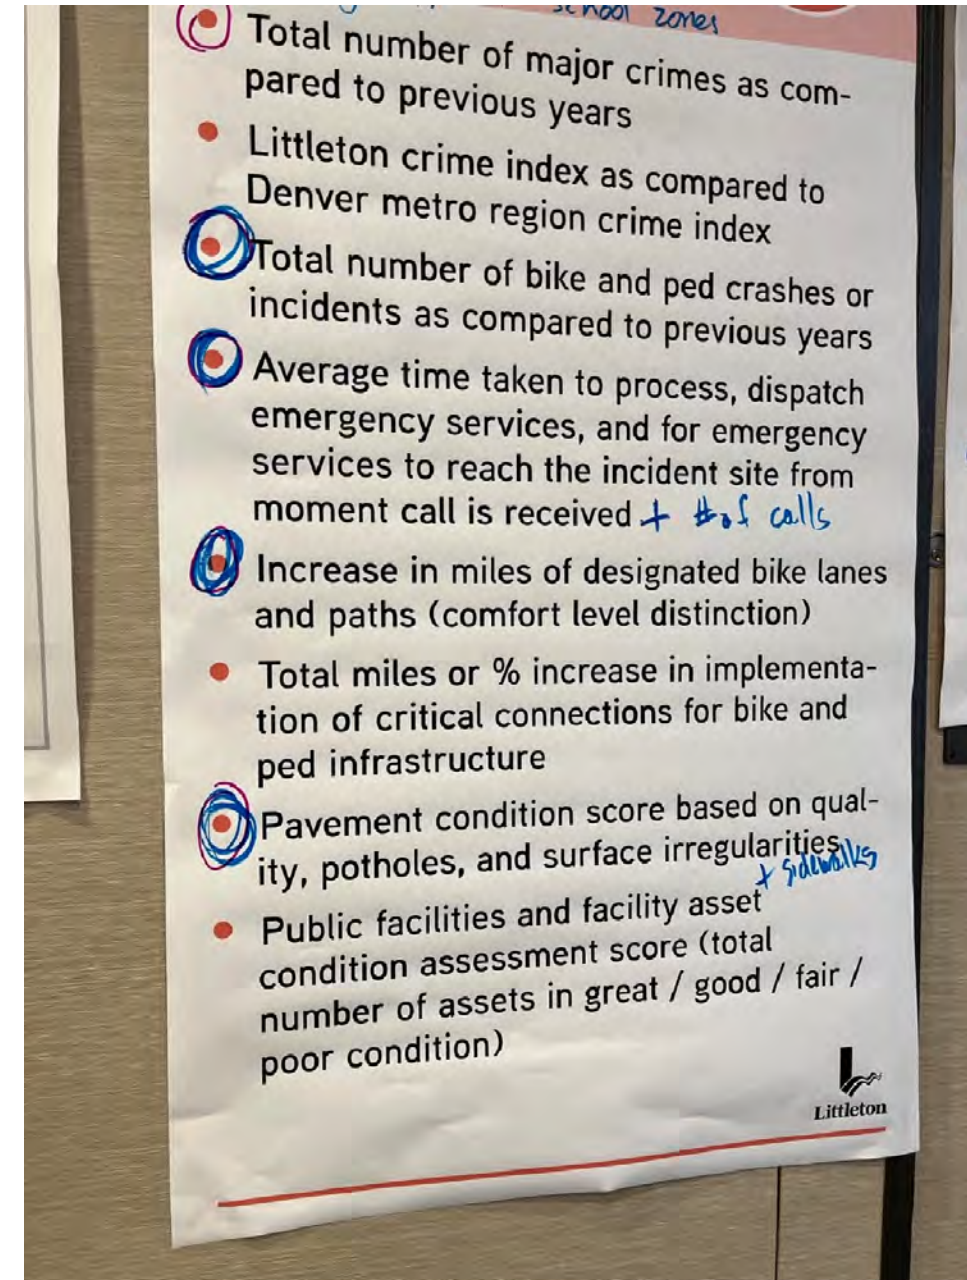 school zones
• Total number of major crimes as com-
pared to previous years
• Littleton crime index as compared to
Denver metro region crime index
• Total number of bike and ped crashes or
incidents as compared to previous years
• Average time taken to process, dispatch
emergency services, and for emergency
services to reach the incident site from
moment call is received + # of calls
• Increase in miles of designated bike lanes
and paths (comfort level distinction)
• Total miles or % increase in implementa-
tion of critical connections for bike and
ped infrastructure
• Pavement condition score based on qual-
ity, potholes, and surface irregularities
+ sidewalks
• Public facilities and facility asset
condition assessment score (total
number of assets in great / good / fair /
poor condition)
Littleton